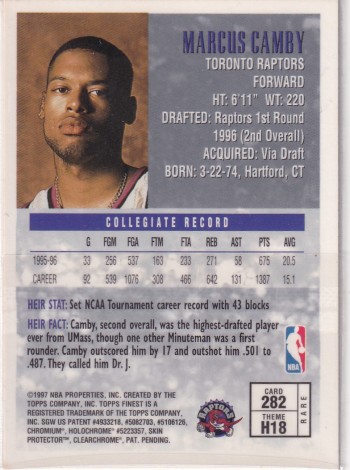 MARCUS CAMBY
TORONTO RAPTORS
FORWARD
HT: 6'11" WT: 220
DRAFTED: Raptors 1st Round
1996 (2nd Overall)
ACQUIRED: Via Draft
BORN: 3-22-74, Hartford, CT
COLLEGIATE RECORD
G FGM FGA FTM FTA REB AST PTS AVG
1995-96 33 256 537 163 233 271 58 675 20.5
CAREER 92 539 1076 308 466 642 131 1387 15.1
HEIR STAT: Set NCAA Tournament career record with 43 blocks
HEIR FACT: Camby, second overall, was the highest-drafted player
ever from UMass, though one other Minuteman was a first
rounder. Camby outscored him by 17 and outshot him .501 to
.487. They called him Dr. J.
©1997 NBA PROPERTIES, INC. CREATED BY THE
TOPPS COMPANY, INC. TOPPS FINEST IS A
REGISTERED TRADEMARK OF THE TOPPS COMPANY,
INC. SGW US PATENT #4933218, #5082703, #5106126,
CHROMIUM®, HOLOCHROME® #5223357, SKIN
PROTECTOR™, CLEARCHROME®, PAT. PENDING.
NBA
RAPTORS
CARD
282
THEME
H18
RARE